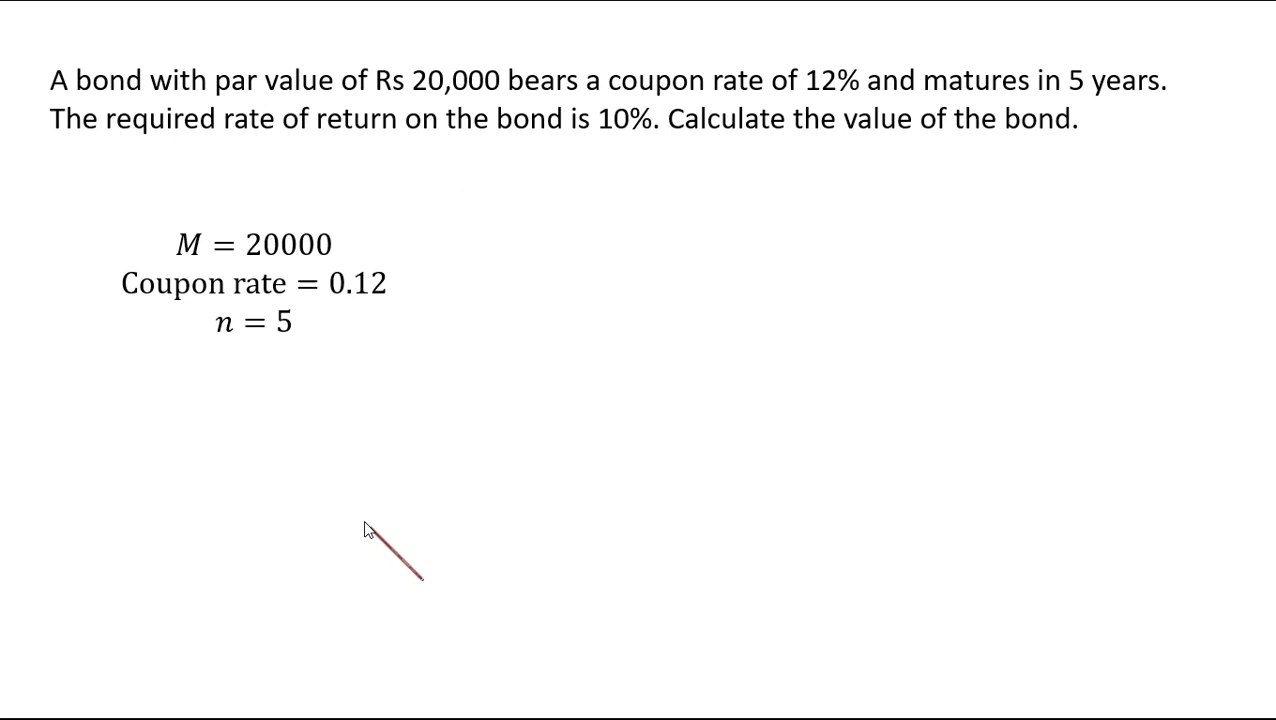 A bond with par value of Rs 20,000 bears a coupon rate of 12% and matures in 5 years.
The required rate of return on the bond is 10%. Calculate the value of the bond.
M = 20000
Coupon rate = 0.12
n = 5